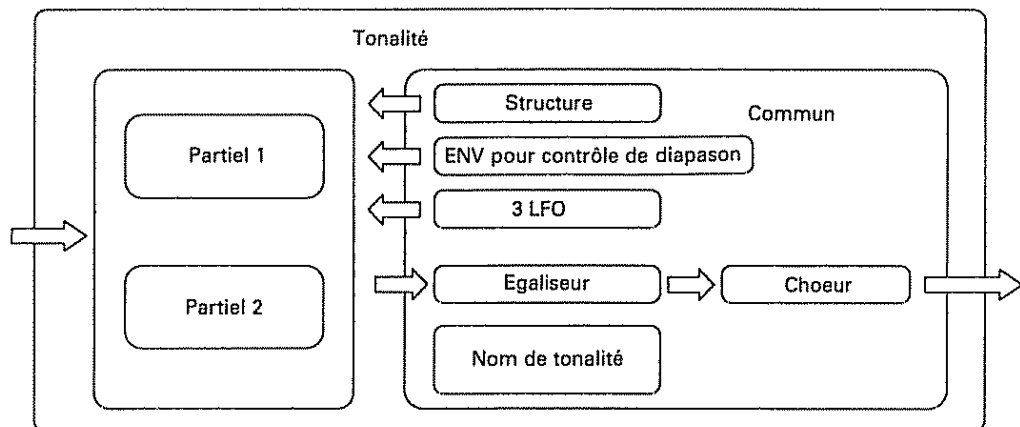 Tonalité
Structure
Commun
Partiel 1
ENV pour contrôle de diapason
3 LFO
Egaliseur
Choeur
Partiel 2
Nom de tonalité